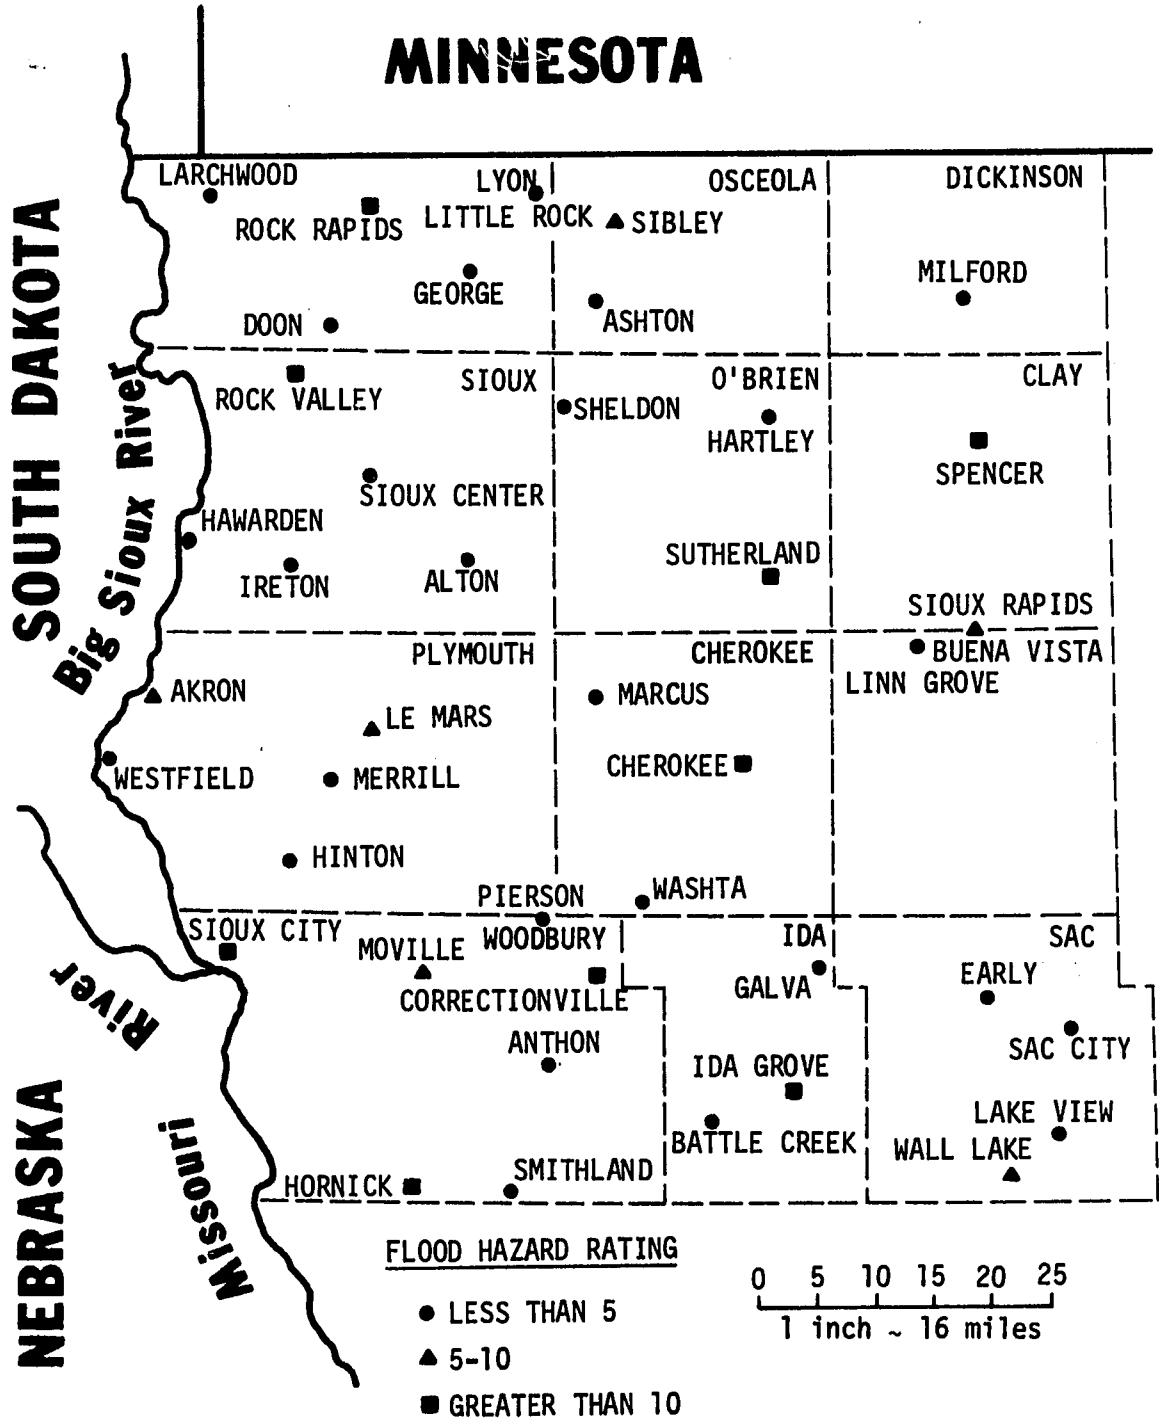 MINNESOTA
SOUTH DAKOTA
NEBRASKA
Big Sioux River
Missouri River
LARCHWOOD
LYON
OSCEOLA
DICKINSON
ROCK RAPIDS
LITTLE ROCK
SIBLEY
GEORGE
MILFORD
DOON
ASHTON
ROCK VALLEY
SIOUX
O'BRIEN
CLAY
SHELDON
HARTLEY
SPENCER
SIOUX CENTER
HAWARDEN
IRETON
ALTON
SUTHERLAND
SIOUX RAPIDS
PLYMOUTH
CHEROKEE
BUENA VISTA
LINN GROVE
AKRON
MARCUS
LE MARS
WESTFIELD
MERRILL
CHEROKEE
HINTON
PIERSON
WASHTA
SIOUX CITY
MOVILLE
WOODBURY
IDA
SAC
CORRECTIONVILLE
GALVA
EARLY
ANTHON
SAC CITY
IDA GROVE
LAKE VIEW
BATTLE CREEK
WALL LAKE
HORNICK
SMITHLAND
FLOOD HAZARD RATING
LESS THAN 5
5-10
GREATER THAN 10
0 5 10 15 20 25
1 inch ~ 16 miles